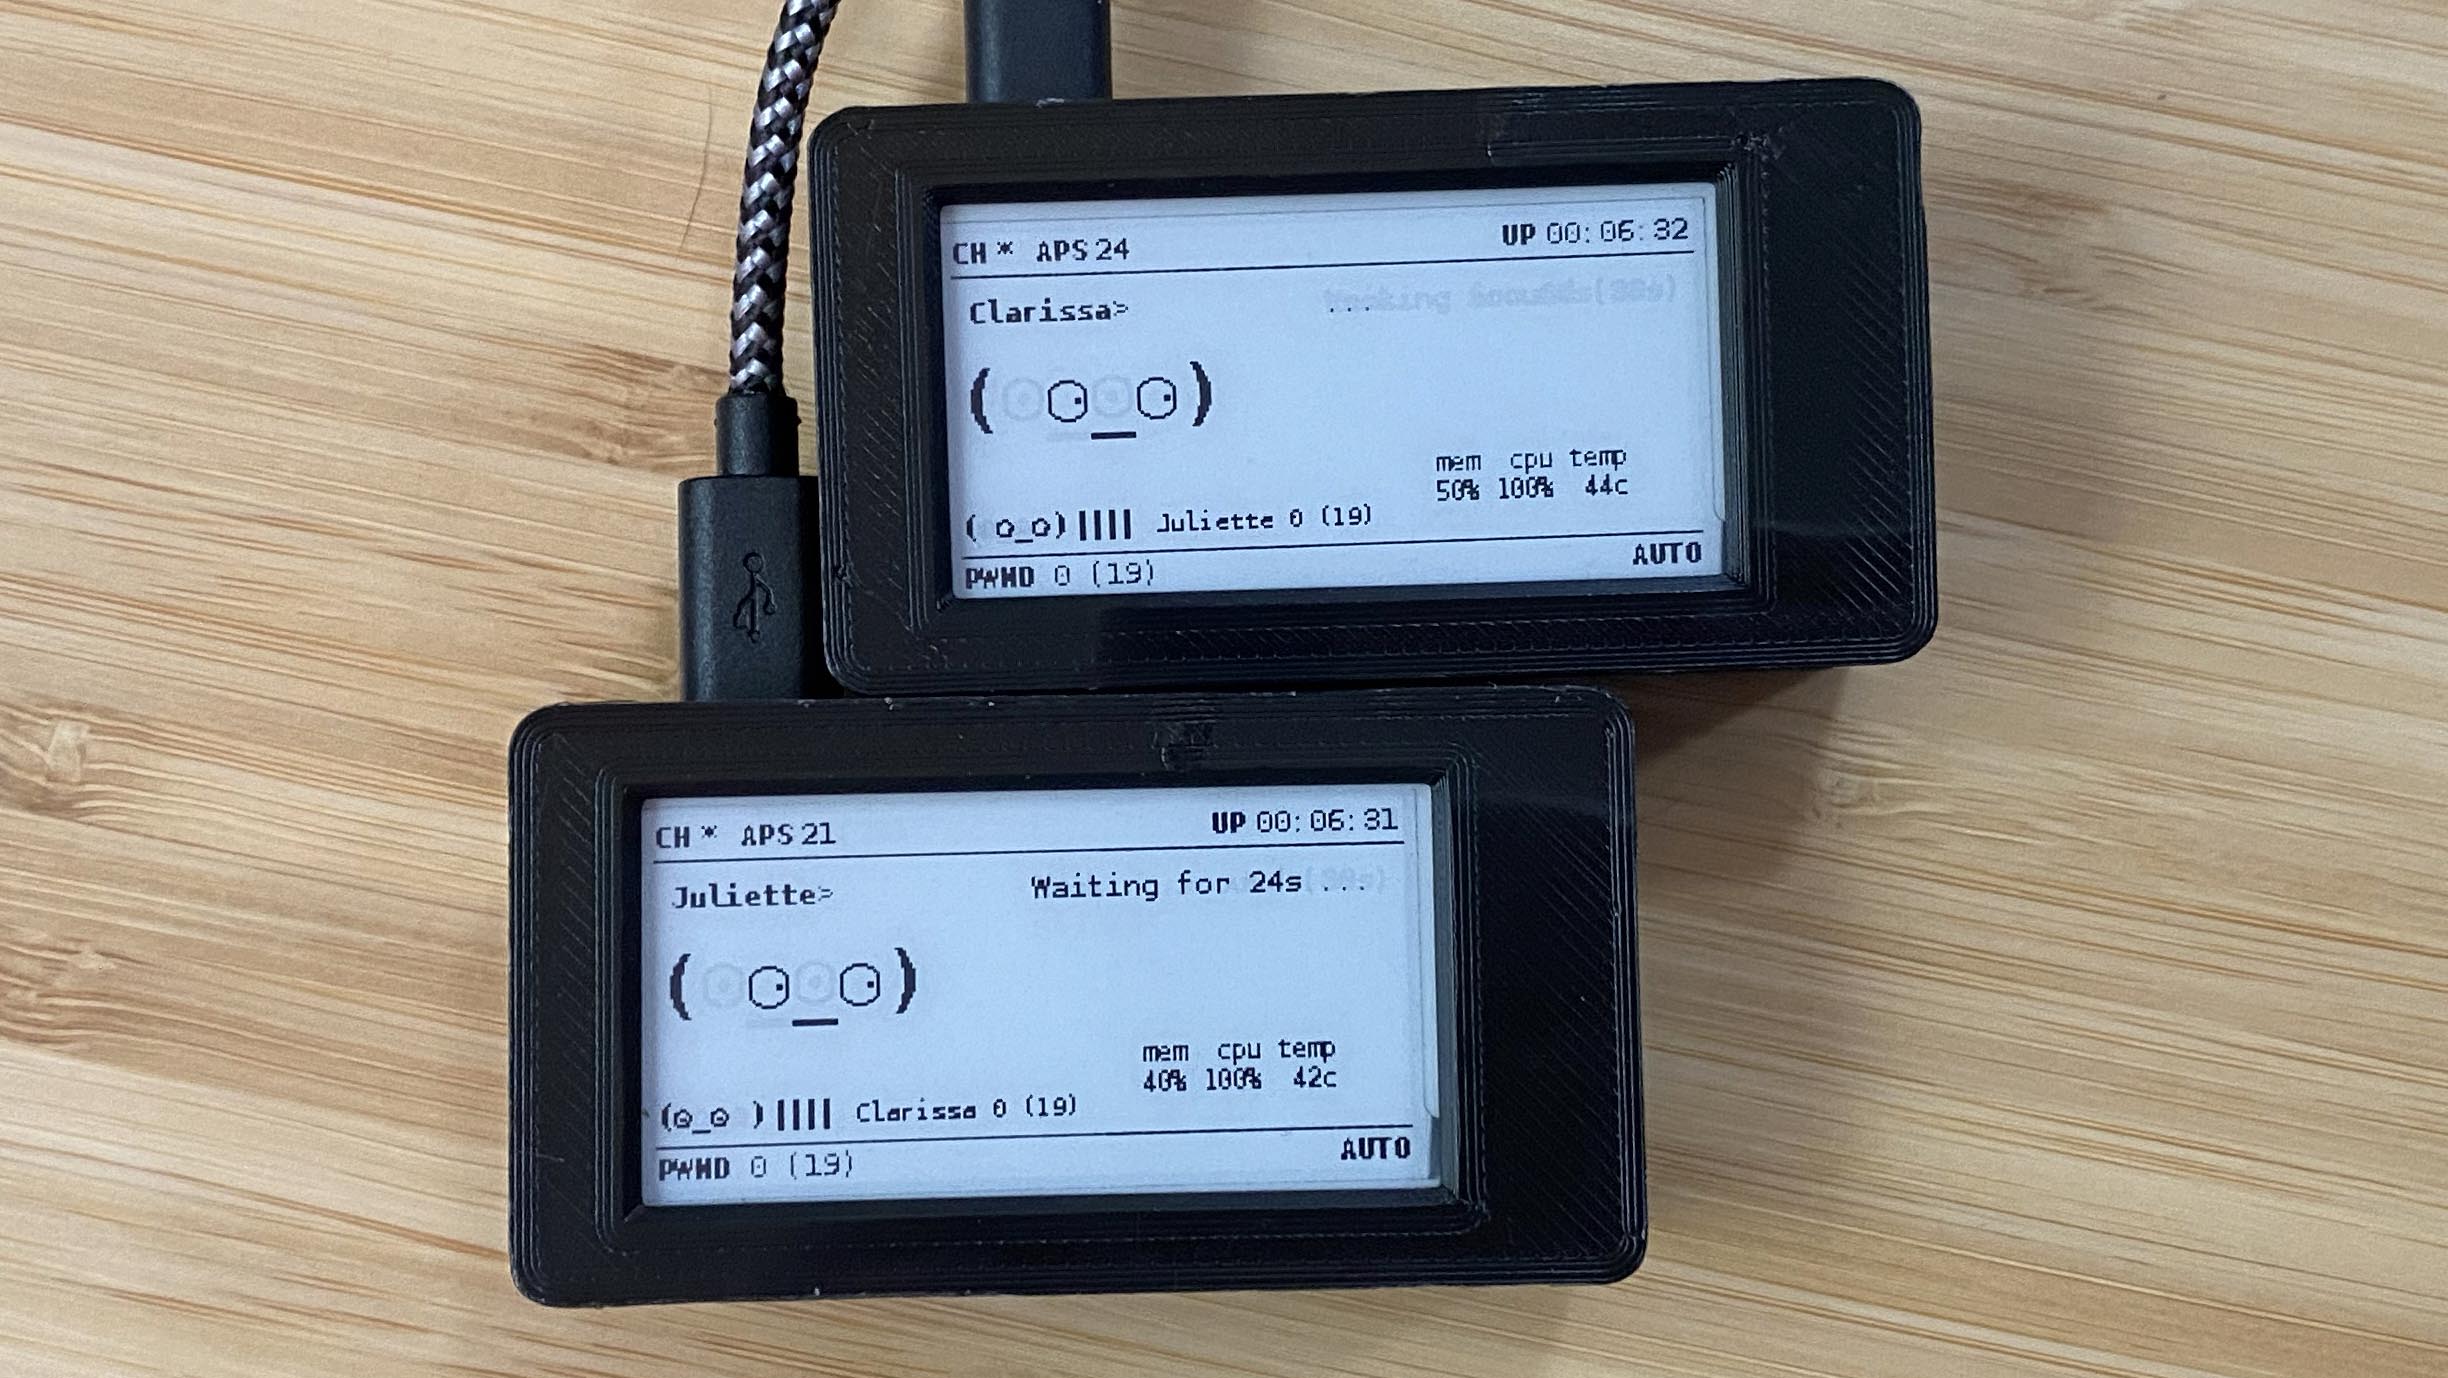 CH * APS 24 UP 00:06:32
Clarissa> ...
( ⚆_⚆)
mem cpu temp
50% 100% 44c
( ⚆_⚆) |||| Juliette 0 (19)
PWND 0 (19) AUTO
CH * APS 21 UP 00:06:31
Juliette> Waiting for 24s ...
( ⚆_⚆)
mem cpu temp
40% 100% 42c
(☉_☉ ) |||| Clarissa 0 (19)
PWND 0 (19) AUTO